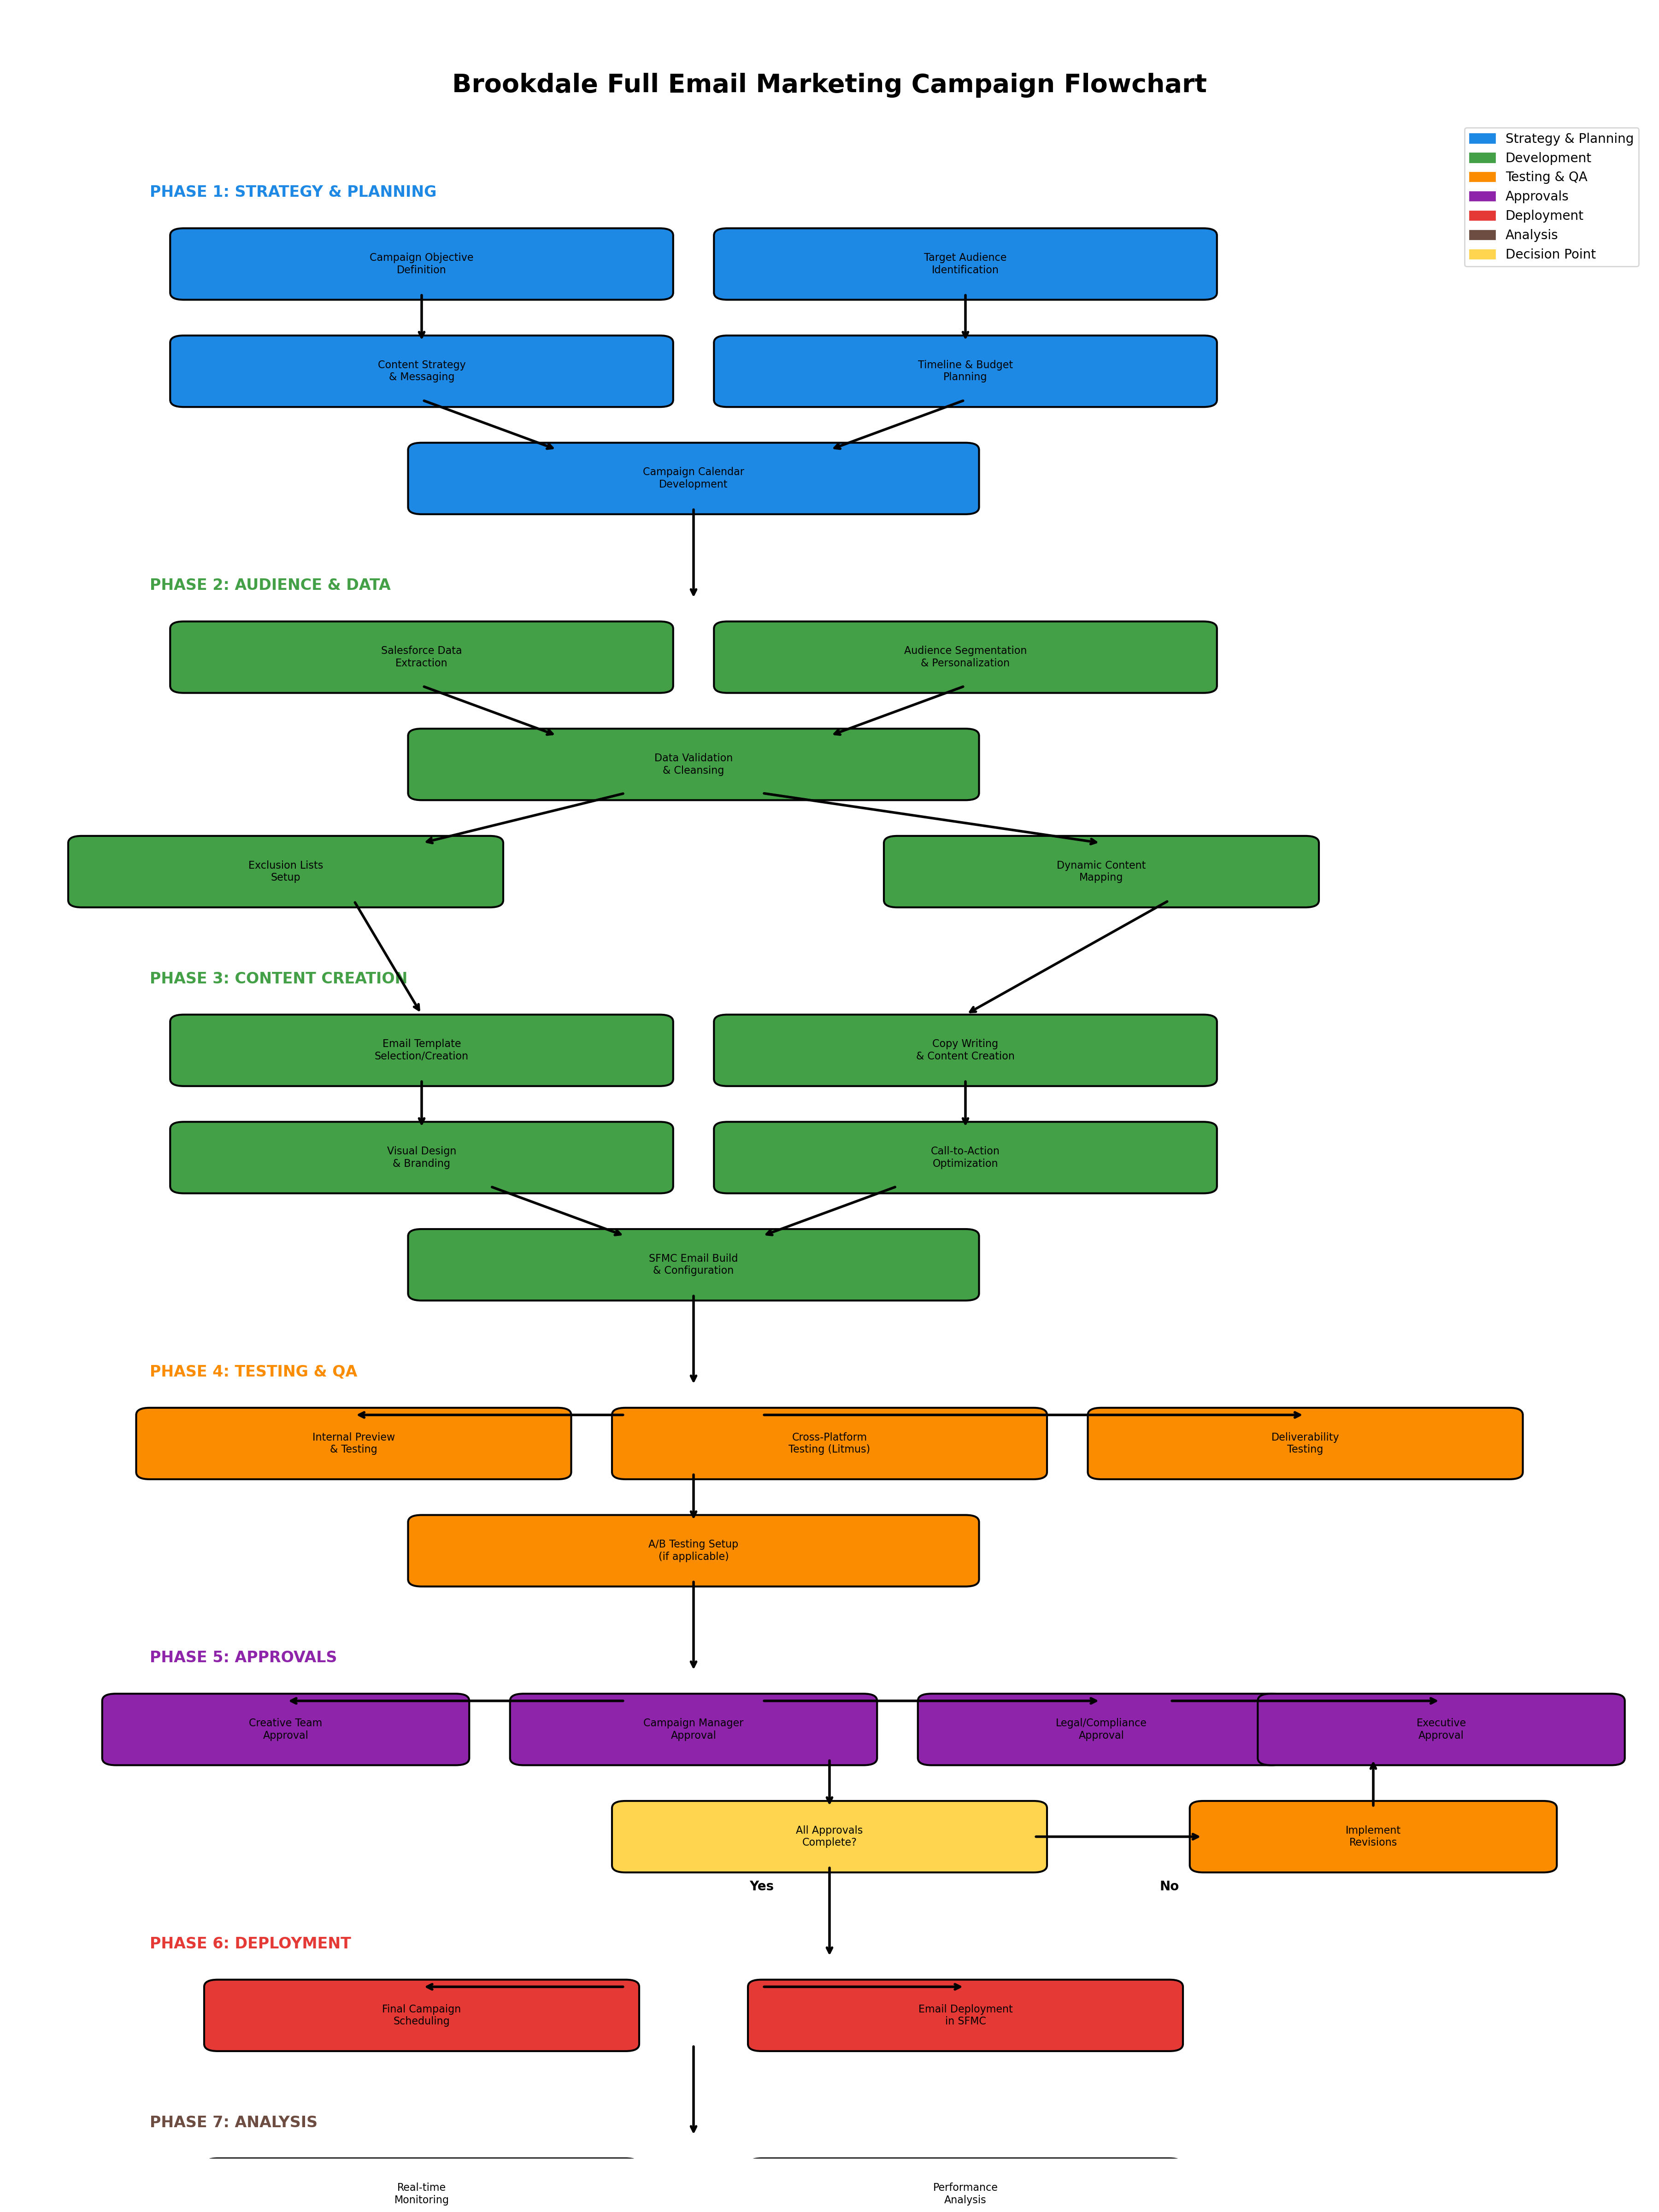 Brookdale Full Email Marketing Campaign Flowchart
Strategy & Planning
Development
Testing & QA
Approvals
Deployment
Analysis
Decision Point
PHASE 1: STRATEGY & PLANNING
Campaign Objective
Definition
Target Audience
Identification
Content Strategy
& Messaging
Timeline & Budget
Planning
Campaign Calendar
Development
PHASE 2: AUDIENCE & DATA
Salesforce Data
Extraction
Audience Segmentation
& Personalization
Data Validation
& Cleansing
Exclusion Lists
Setup
Dynamic Content
Mapping
PHASE 3: CONTENT CREATION
Email Template
Selection/Creation
Copy Writing
& Content Creation
Visual Design
& Branding
Call-to-Action
Optimization
SFMC Email Build
& Configuration
PHASE 4: TESTING & QA
Internal Preview
& Testing
Cross-Platform
Testing (Litmus)
Deliverability
Testing
A/B Testing Setup
(if applicable)
PHASE 5: APPROVALS
Creative Team
Approval
Campaign Manager
Approval
Legal/Compliance
Approval
Executive
Approval
All Approvals
Complete?
Implement
Revisions
Yes
No
PHASE 6: DEPLOYMENT
Final Campaign
Scheduling
Email Deployment
in SFMC
PHASE 7: ANALYSIS
Real-time
Monitoring
Performance
Analysis